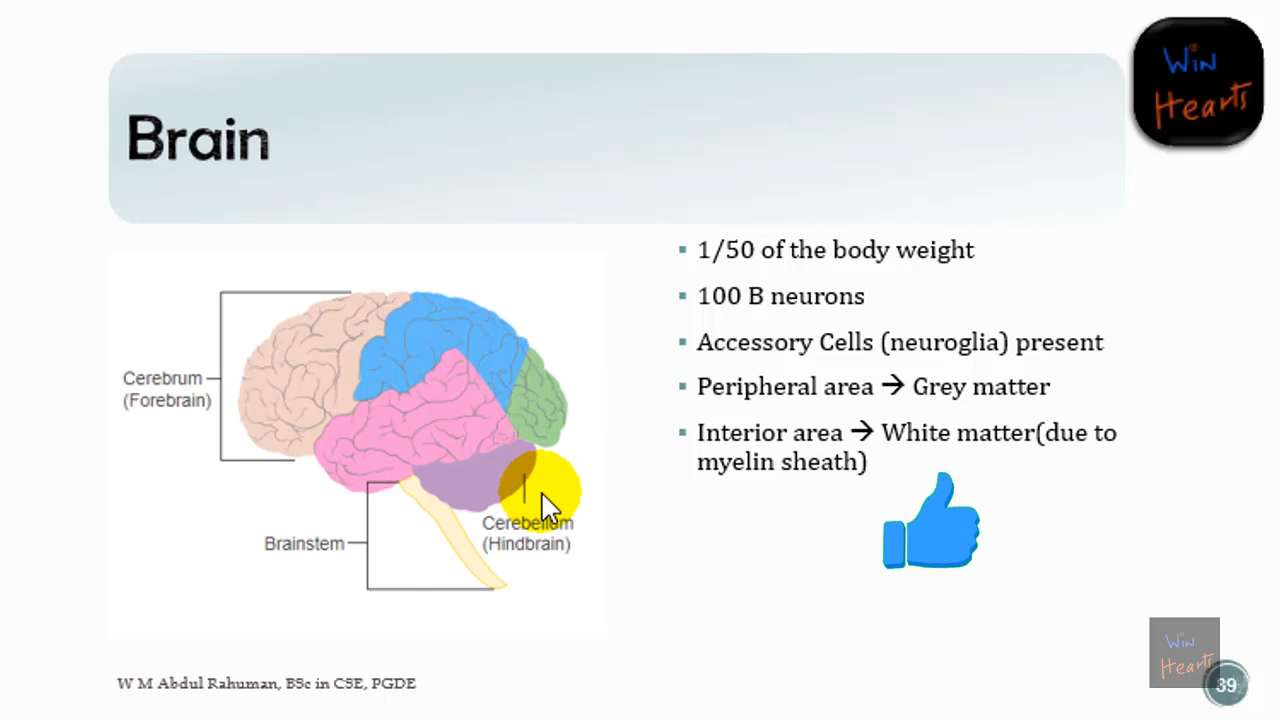 Win
Hearts
Brain
1/50 of the body weight
100 B neurons
Accessory Cells (neuroglia) present
Peripheral area → Grey matter
Interior area → White matter(due to
myelin sheath)
Cerebrum
(Forebrain)
Brainstem
Cerebellum
(Hindbrain)
W M Abdul Rahuman, BSc in CSE, PGDE
Win
Hearts
39